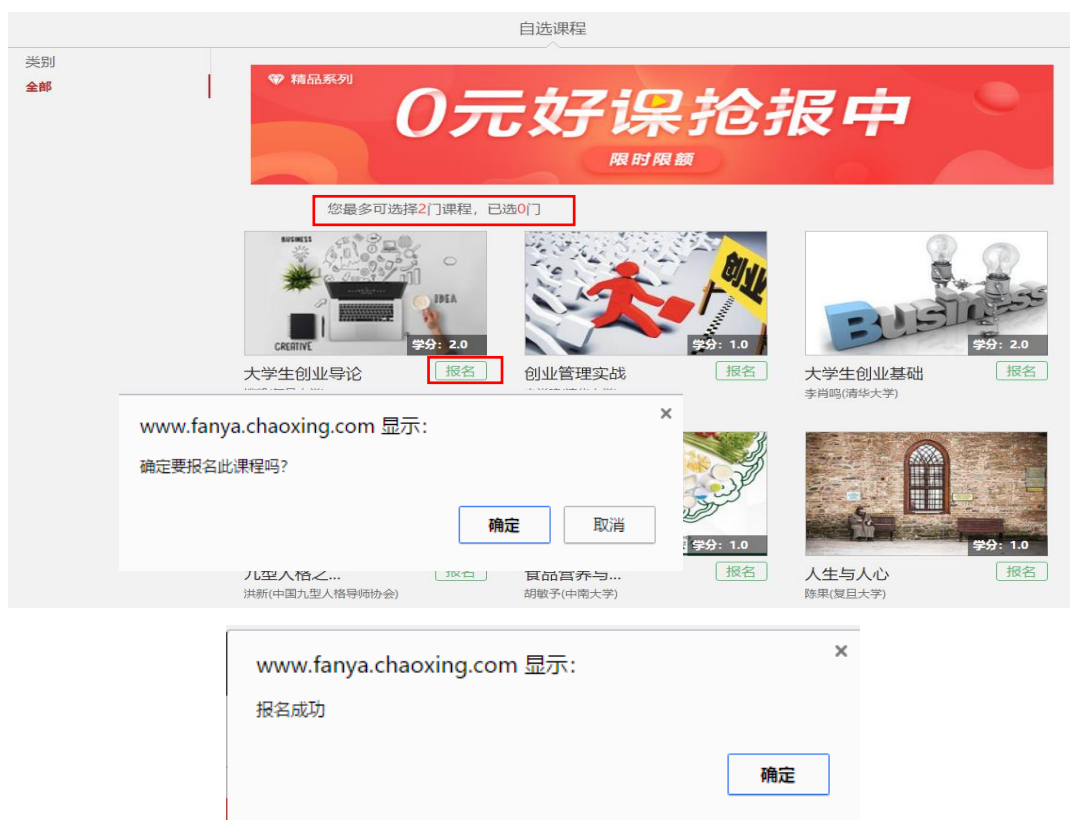 自选课程
类别
全部
精品系列
0元好课抢报中
限时限额
您最多可选择2门课程，已选0门
BUSINESS
IDEA
CREATIVE
学分：2.0
创业
学分：1.0
Business
学分：2.0
大学生创业导论
报名
创业管理实战
报名
大学生创业基础
报名
李肖鸣(清华大学)
www.fanya.chaoxing.com 显示：
×
确定要报名此课程吗?
确定
取消
学分：1.0
学分：1.0
九型人格之...
报名
食品营养与...
报名
人生与人心
报名
洪新(中国九型人格导师协会)
胡敏予(中南大学)
陈果(复旦大学)
www.fanya.chaoxing.com 显示：
×
报名成功
确定